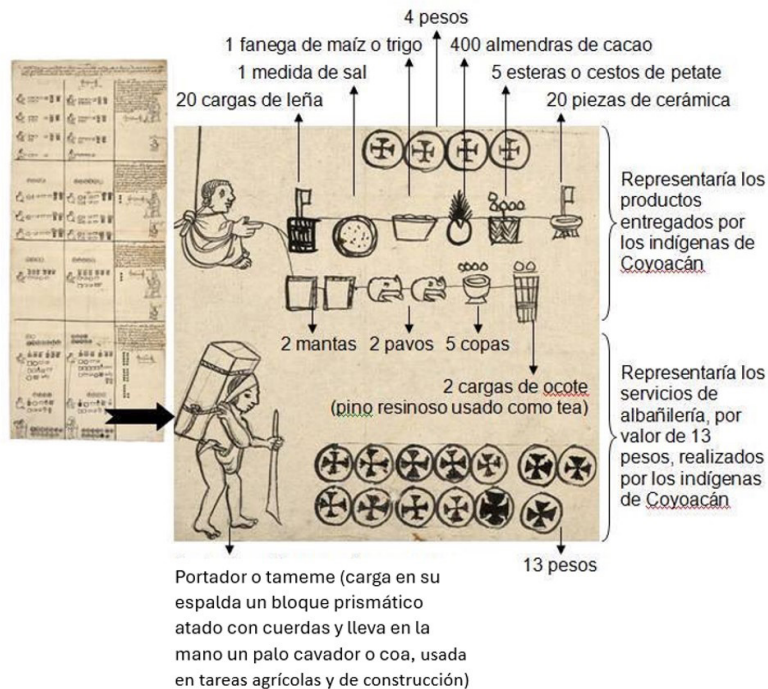 4 pesos
1 fanega de maíz o trigo
400 almendras de cacao
1 medida de sal
5 esteras o cestos de petate
20 cargas de leña
20 piezas de cerámica
Representaría los
productos
entregados por
los indígenas de
Coyoacán
2 mantas
2 pavos
5 copas
2 cargas de ocote
(pino resinoso usado como tea)
Representaría los
servicios de
albañilería, por
valor de 13
pesos, realizados
por los indígenas
de Coyoacán
13 pesos
Portador o tameme (carga en su
espalda un bloque prismático
atado con cuerdas y lleva en la
mano un palo cavador o coa, usada
en tareas agrícolas y de construcción)